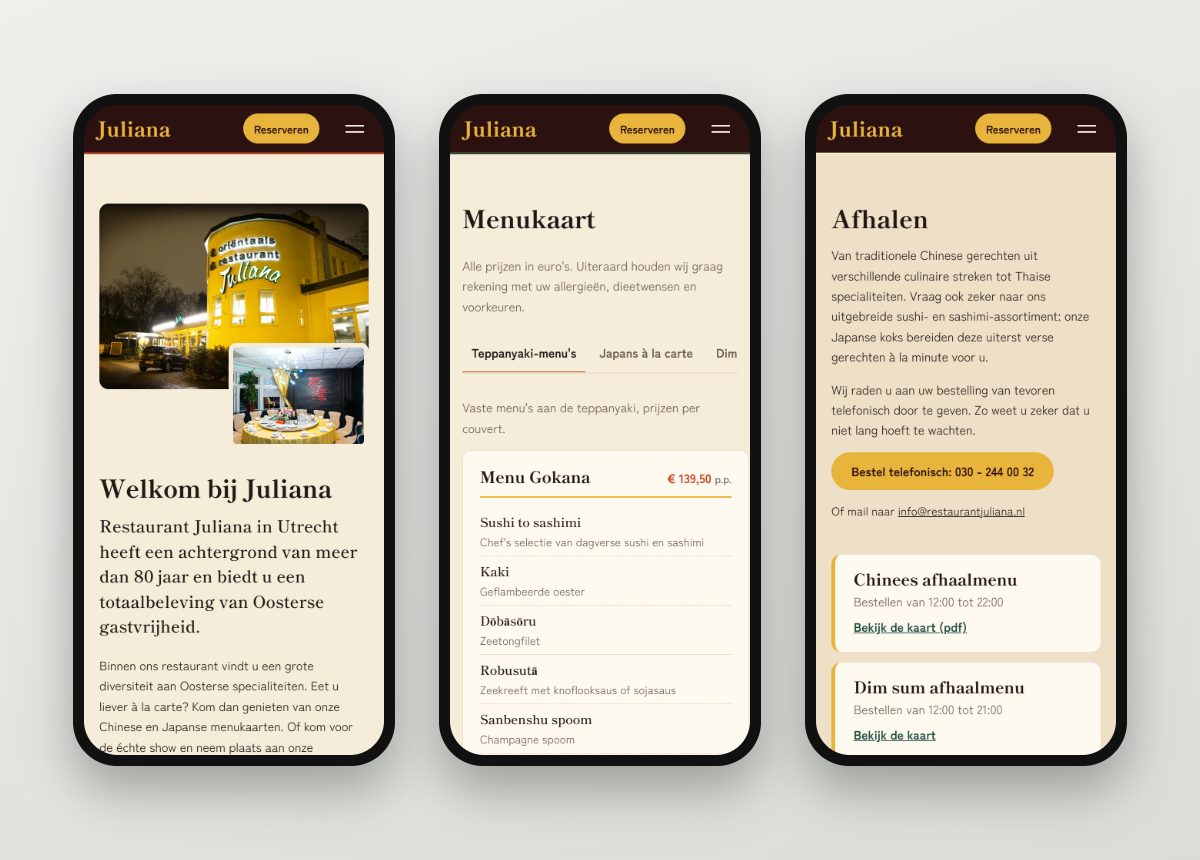 Juliana
Reserveren
& oriëntaals
& restaurant
Juliana
Welkom bij Juliana
Restaurant Juliana in Utrecht
heeft een achtergrond van meer
dan 80 jaar en biedt u een
totaalbeleving van Oosterse
gastvrijheid.
Binnen ons restaurant vindt u een grote
diversiteit aan Oosterse specialiteiten. Eet u
liever à la carte? Kom dan genieten van onze
Chinese en Japanse menukaarten. Of kom voor
de échte show en neem plaats aan onze
Juliana
Reserveren
Menukaart
Alle prijzen in euro's. Uiteraard houden wij graag
rekening met uw allergieën, dieetwensen en
voorkeuren.
Teppanyaki-menu's Japans à la carte Dim
Vaste menu's aan de teppanyaki, prijzen per
couvert.
Menu Gokana € 139,50 p.p.
Sushi to sashimi
Chef's selectie van dagverse sushi en sashimi
Kaki
Geflambeerde oester
Dōbāsōru
Zeetongfilet
Robusutā
Zeekreeft met knoflooksaus of sojasaus
Sanbenshu spoom
Champagne spoom
Juliana
Reserveren
Afhalen
Van traditionele Chinese gerechten uit
verschillende culinaire streken tot Thaise
specialiteiten. Vraag ook zeker naar ons
uitgebreide sushi- en sashimi-assortiment: onze
Japanse koks bereiden deze uiterst verse
gerechten à la minute voor u.
Wij raden u aan uw bestelling van tevoren
telefonisch door te geven. Zo weet u zeker dat u
niet lang hoeft te wachten.
Bestel telefonisch: 030 - 244 00 32
Of mail naar info@restaurantjuliana.nl
Chinees afhaalmenu
Bestellen van 12:00 tot 22:00
Bekijk de kaart (pdf)
Dim sum afhaalmenu
Bestellen van 12:00 tot 21:00
Bekijk de kaart